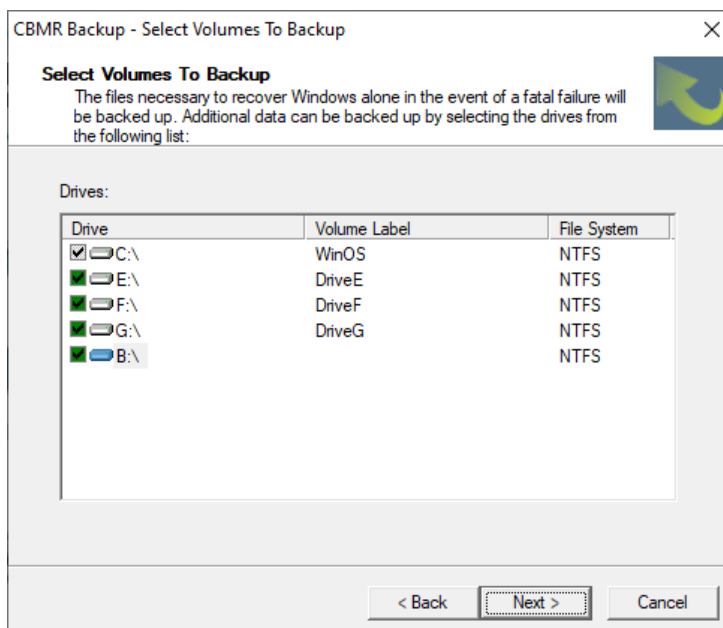 CBMR Backup - Select Volumes To Backup
Select Volumes To Backup
The files necessary to recover Windows alone in the event of a fatal failure will
be backed up. Additional data can be backed up by selecting the drives from
the following list:
Drives:
Drive Volume Label File System
C:\ WinOS NTFS
E:\ DriveE NTFS
F:\ DriveF NTFS
G:\ DriveG NTFS
B:\ NTFS
< Back Next > Cancel